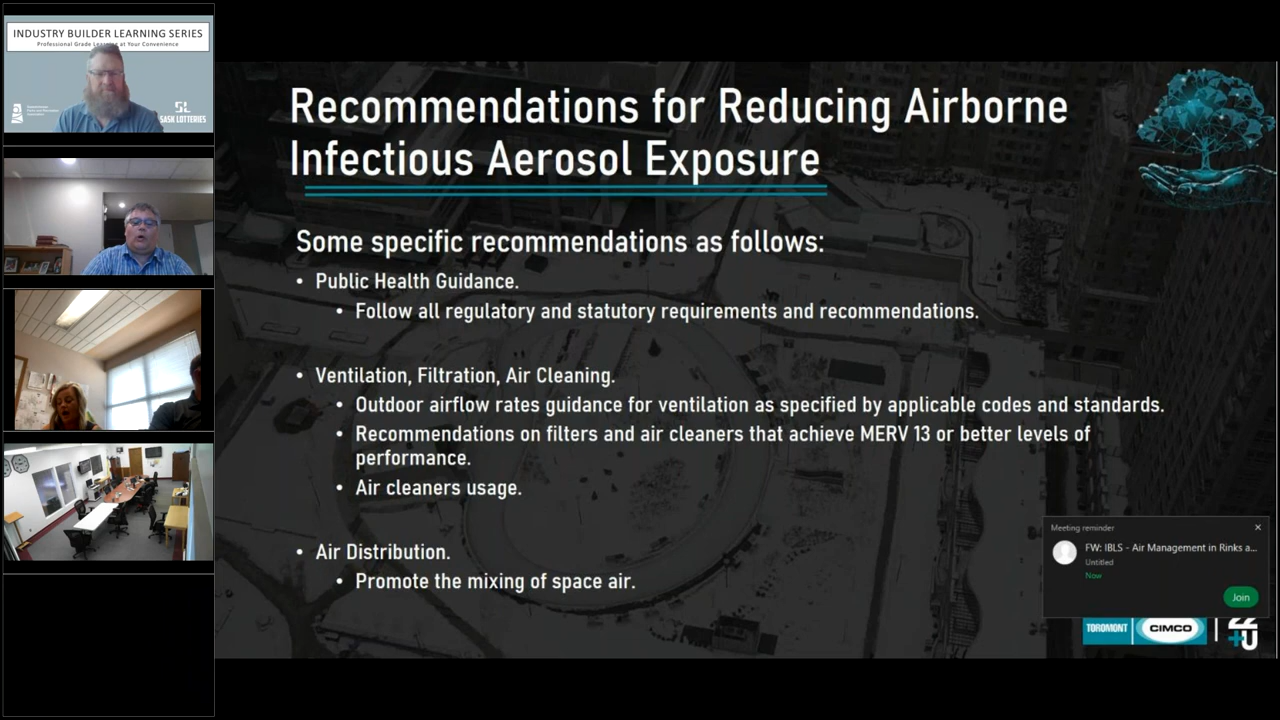 INDUSTRY BUILDER LEARNING SERIES
Professional Grade Learning at Your Convenience
SL
SASK LOTTERIES
Recommendations for Reducing Airborne
Infectious Aerosol Exposure
Some specific recommendations as follows:
• Public Health Guidance.
• Follow all regulatory and statutory requirements and recommendations.
• Ventilation, Filtration, Air Cleaning.
• Outdoor airflow rates guidance for ventilation as specified by applicable codes and standards.
• Recommendations on filters and air cleaners that achieve MERV 13 or better levels of
performance.
• Air cleaners usage.
• Air Distribution.
• Promote the mixing of space air.
Meeting reminder
FW: IBLS - Air Management in Rinks a...
Untitled
Now
Join
TOROMONT
CIMCO